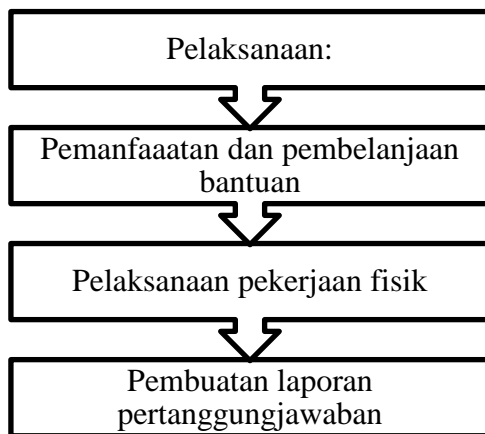 Pelaksanaan:
Pemanfaaatan dan pembelanjaan
bantuan
Pelaksanaan pekerjaan fisik
Pembuatan laporan
pertanggungjawaban